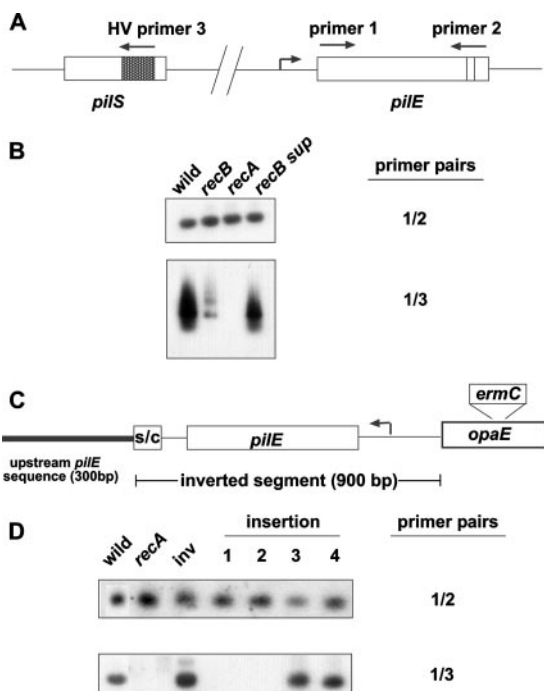 A
HV primer 3
primer 1
primer 2
pilS
pilE
B
wild
recB
recA
recB sup
primer pairs
1/2
1/3
C
ermC
s/c
pilE
opaE
upstream pilE
sequence (300bp)
inverted segment (900 bp)
D
insertion
primer pairs
wild
recA
inv
1
2
3
4
1/2
1/3